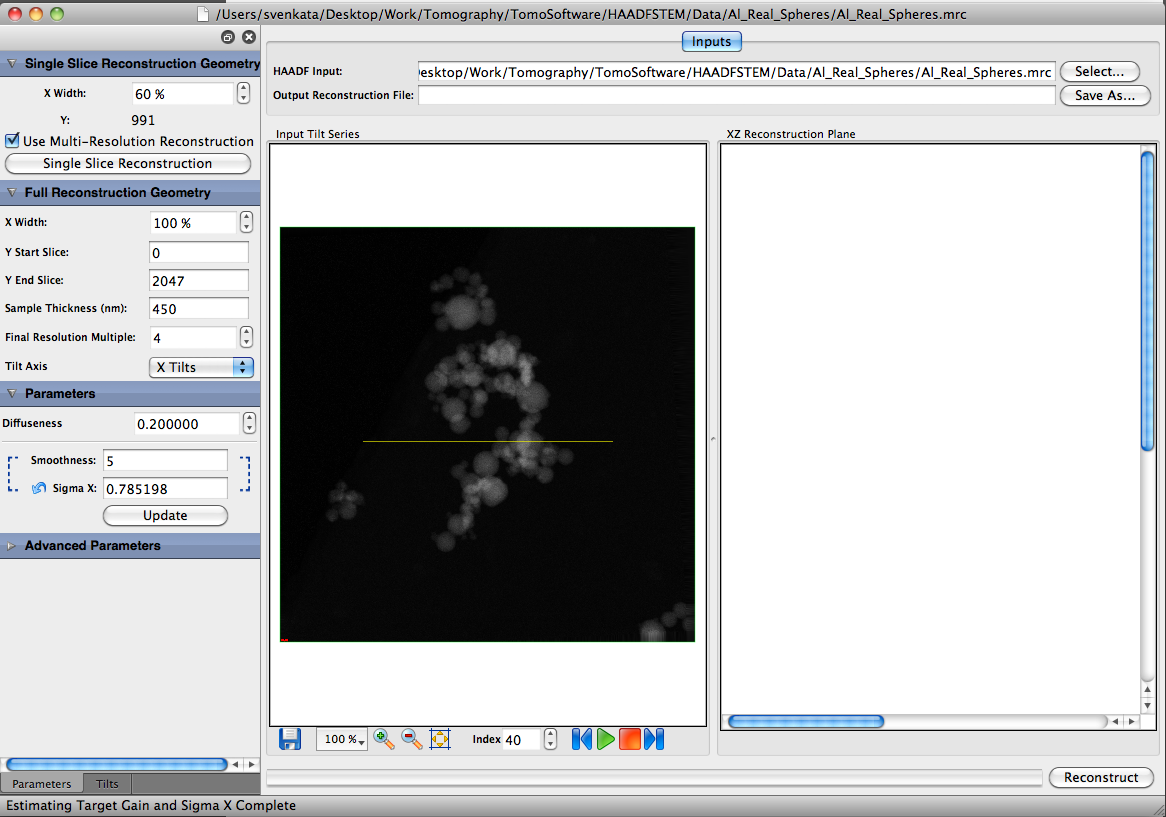 /Users/svenkata/Desktop/Work/Tomography/TomoSoftware/HAADFSTEM/Data/Al_Real_Spheres/Al_Real_Spheres.mrc
Single Slice Reconstruction Geometry
X Width: 60 %
Y: 991
Use Multi-Resolution Reconstruction
Single Slice Reconstruction
Full Reconstruction Geometry
X Width: 100 %
Y Start Slice: 0
Y End Slice: 2047
Sample Thickness (nm): 450
Final Resolution Multiple: 4
Tilt Axis X Tilts
Parameters
Diffuseness 0.200000
Smoothness: 5
Sigma X: 0.785198
Update
Advanced Parameters
Parameters Tilts
Inputs
HAADF Input: esktop/Work/Tomography/TomoSoftware/HAADFSTEM/Data/Al_Real_Spheres/Al_Real_Spheres.mrc Select...
Output Reconstruction File: Save As...
Input Tilt Series
XZ Reconstruction Plane
100 % Index 40
Reconstruct
Estimating Target Gain and Sigma X Complete